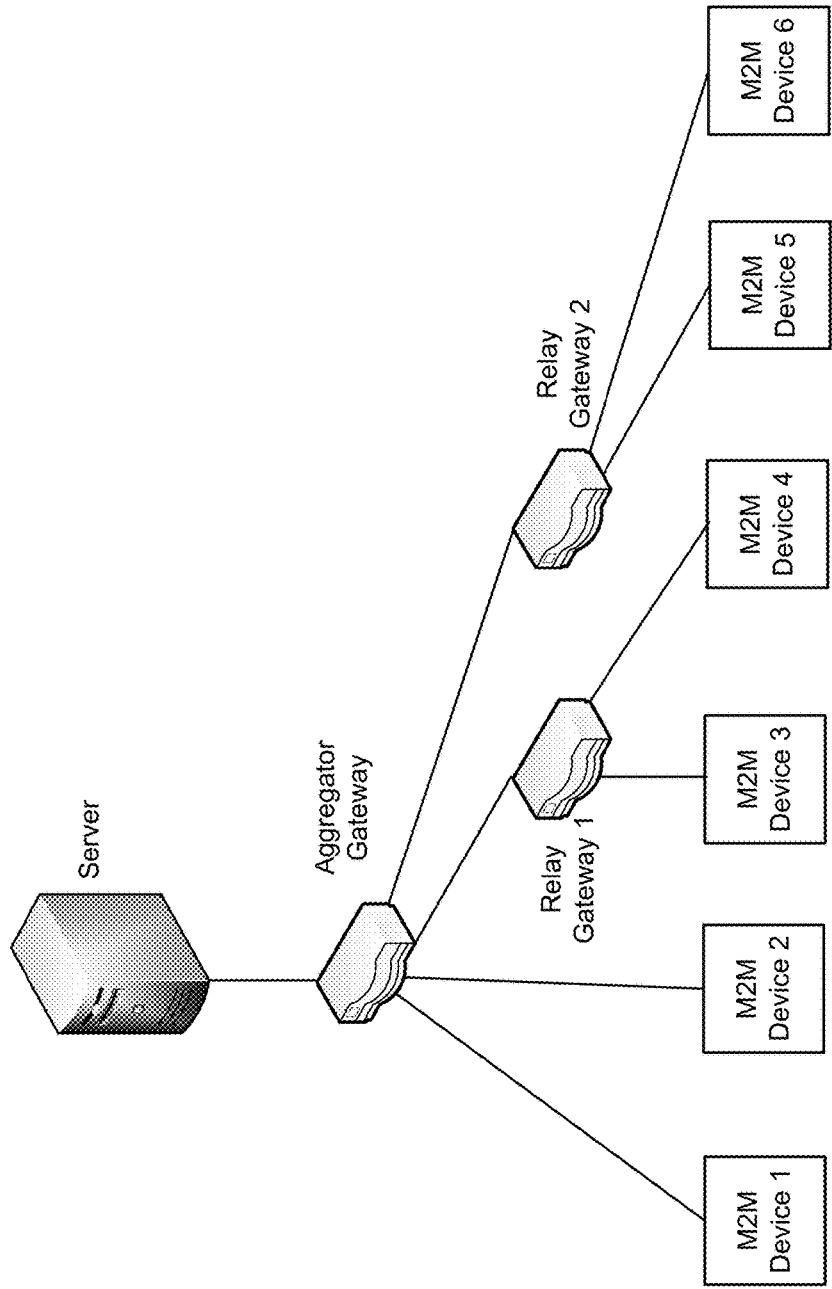 Server
Aggregator
Gateway
Relay
Gateway 1
Relay
Gateway 2
M2M
Device 1
M2M
Device 2
M2M
Device 3
M2M
Device 4
M2M
Device 5
M2M
Device 6